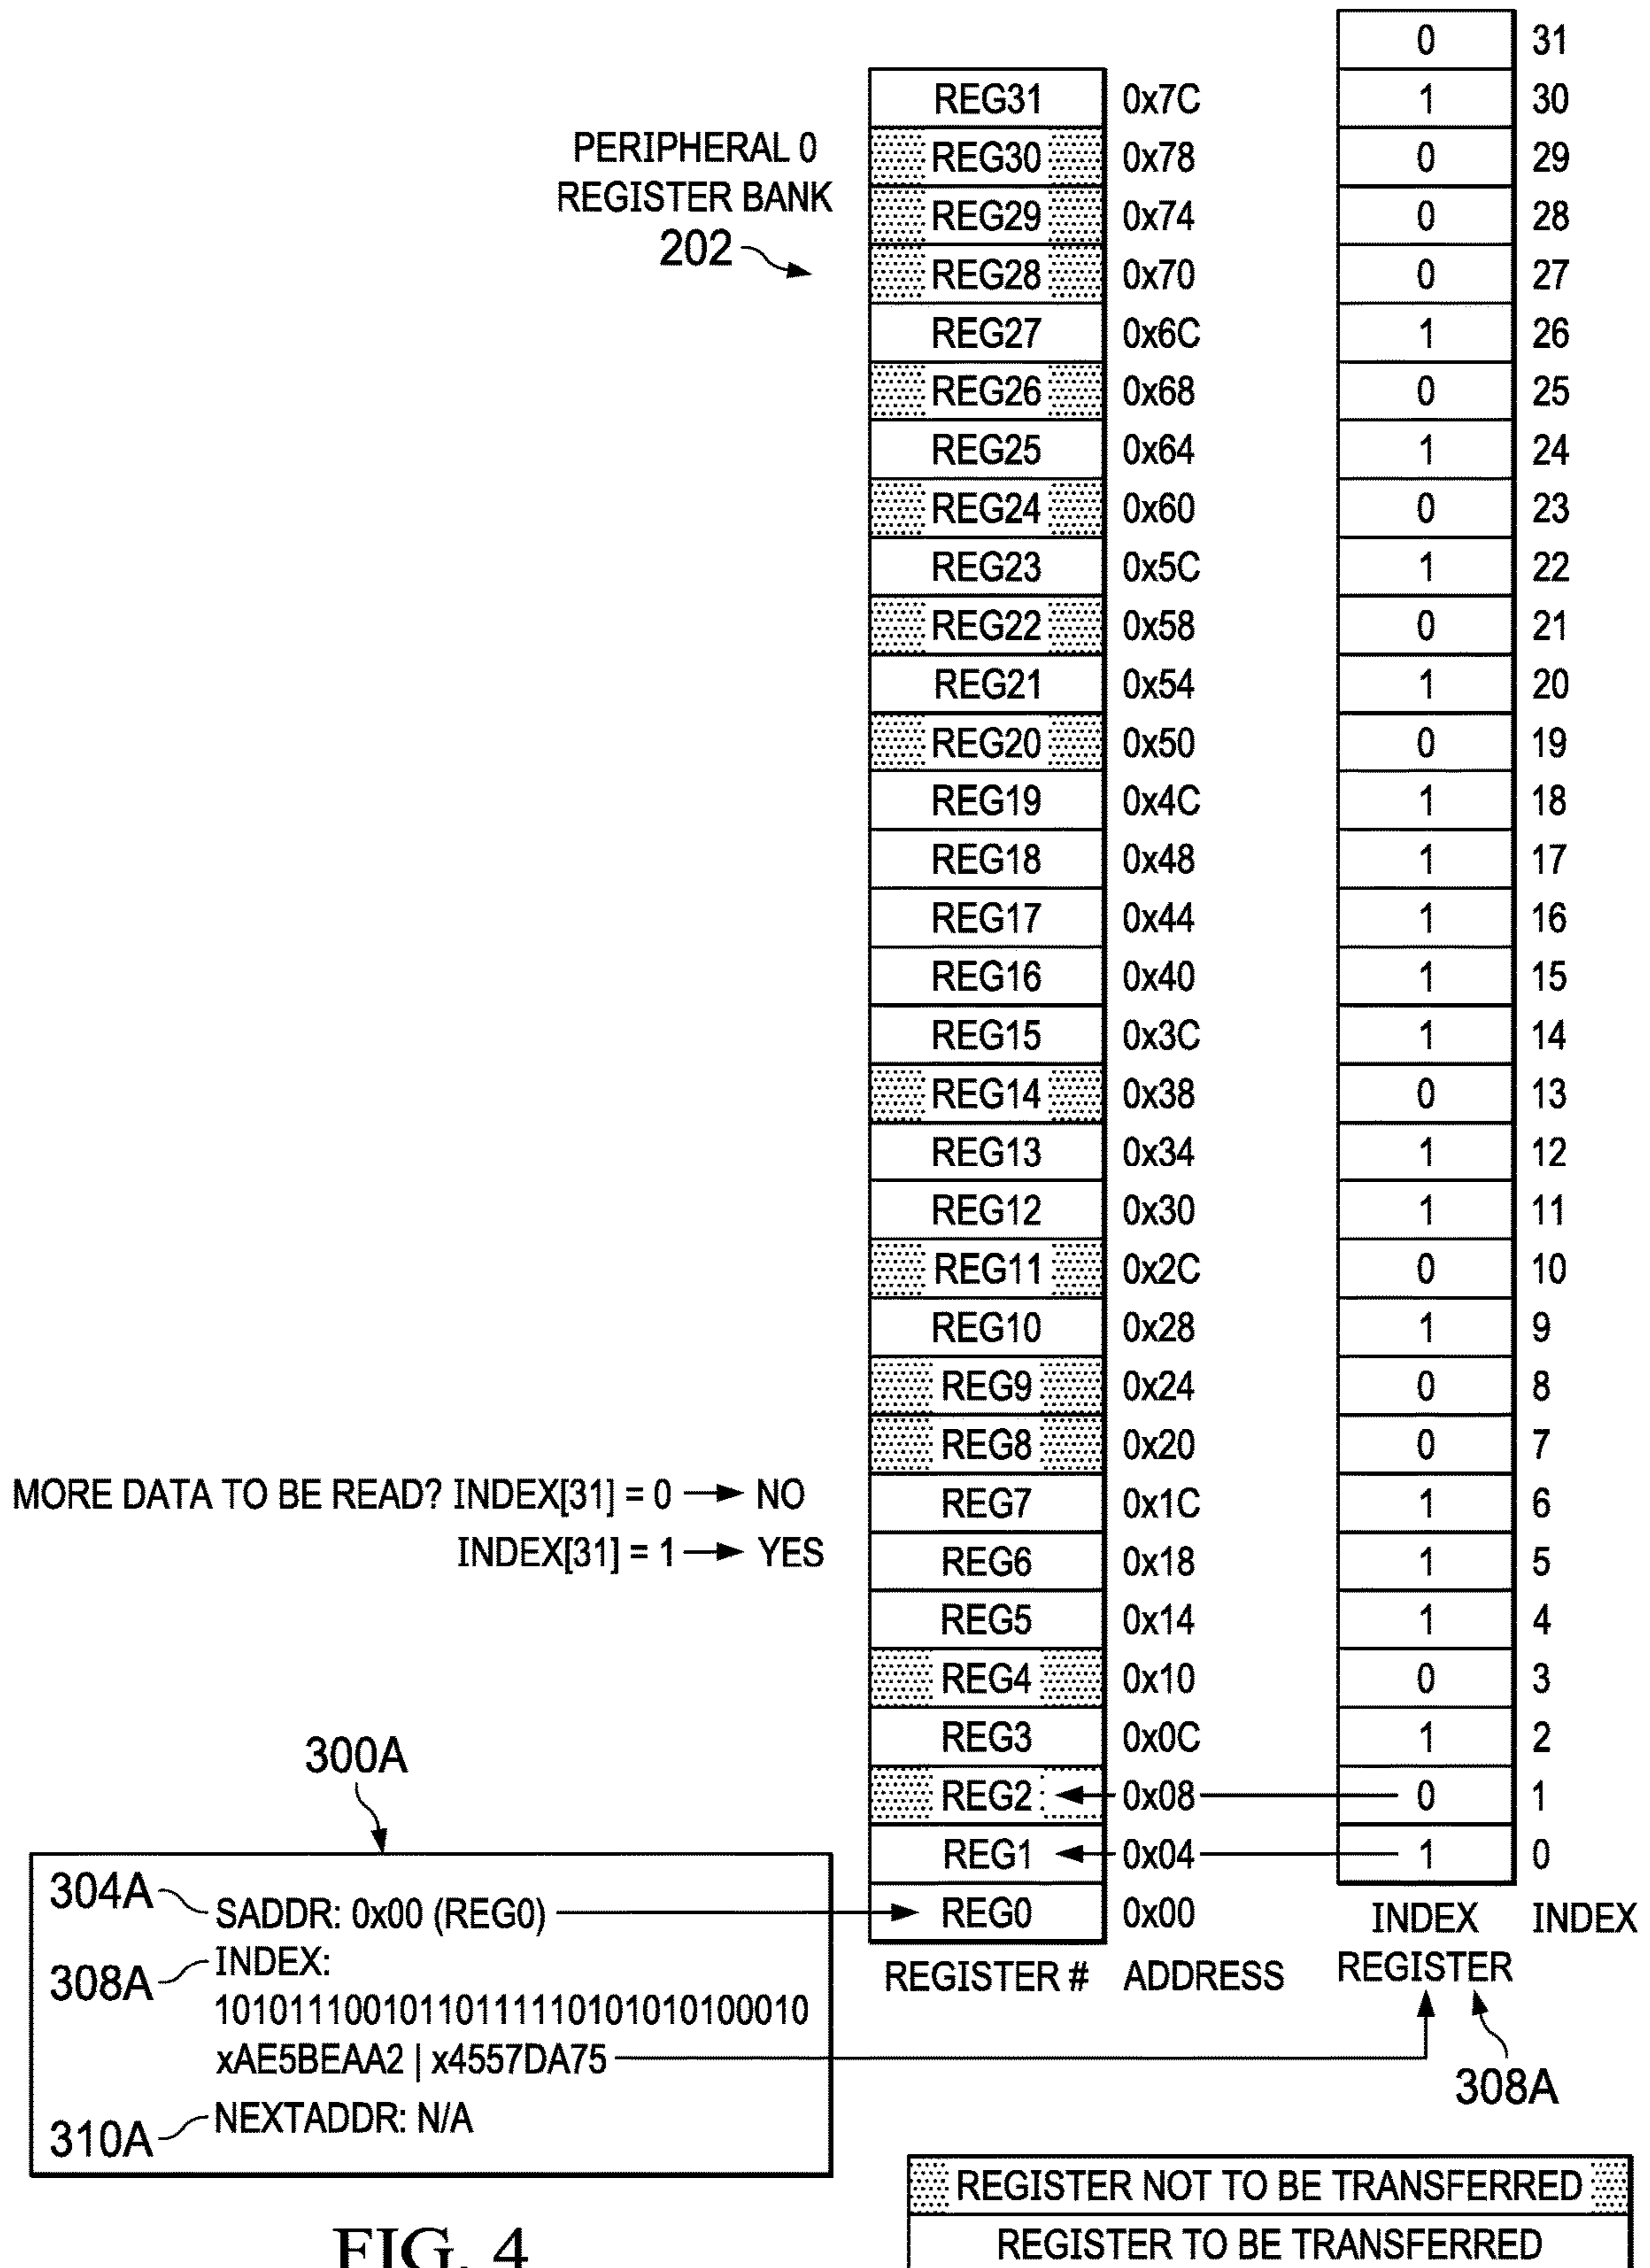 0 31
REG31 0x7C 1 30
PERIPHERAL 0
REGISTER BANK
202
REG30 0x78 0 29
REG29 0x74 0 28
REG28 0x70 0 27
REG27 0x6C 1 26
REG26 0x68 0 25
REG25 0x64 1 24
REG24 0x60 0 23
REG23 0x5C 1 22
REG22 0x58 0 21
REG21 0x54 1 20
REG20 0x50 0 19
REG19 0x4C 1 18
REG18 0x48 1 17
REG17 0x44 1 16
REG16 0x40 1 15
REG15 0x3C 1 14
REG14 0x38 0 13
REG13 0x34 1 12
REG12 0x30 1 11
REG11 0x2C 0 10
REG10 0x28 1 9
REG9 0x24 0 8
REG8 0x20 0 7
MORE DATA TO BE READ? INDEX[31] = 0 → NO
INDEX[31] = 1 → YES
REG7 0x1C 1 6
REG6 0x18 1 5
REG5 0x14 1 4
REG4 0x10 0 3
REG3 0x0C 1 2
REG2 0x08 0 1
REG1 0x04 1 0
REG0 0x00
REGISTER # ADDRESS
INDEX
REGISTER
INDEX
308A
300A
304A SADDR: 0x00 (REG0)
308A INDEX:
10101110010110111110101010100010
xAE5BEAA2 | x4557DA75
310A NEXTADDR: N/A
REGISTER NOT TO BE TRANSFERRED
REGISTER TO BE TRANSFERRED
FIG. 4